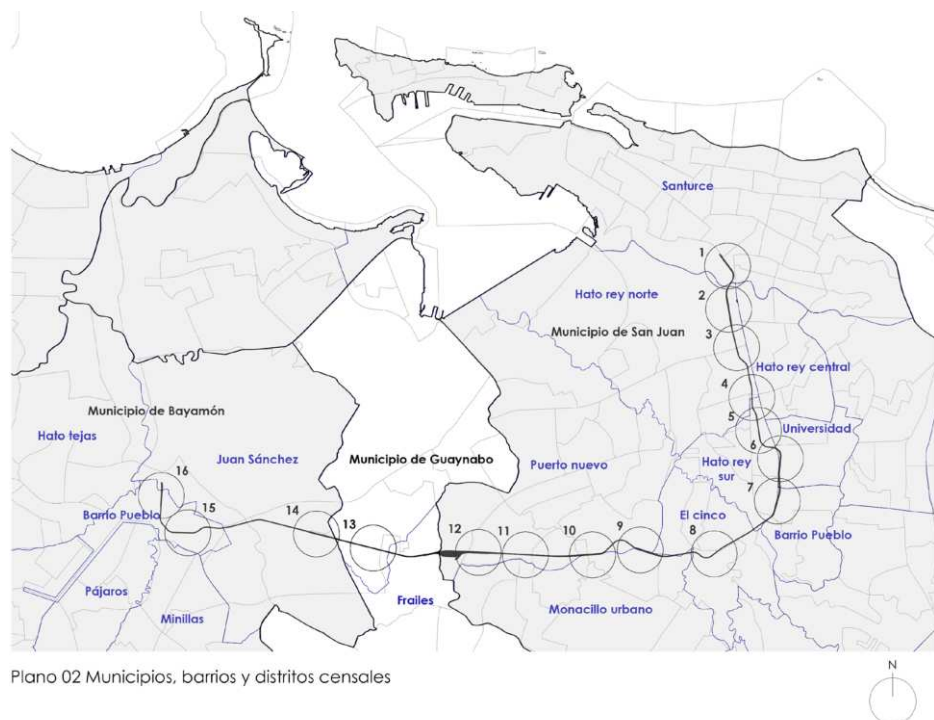 Santurce
1
Hato rey norte
2
Municipio de San Juan
3
Hato rey central
4
Municipio de Bayamón
5
Universidad
Hato tejas
6
Juan Sánchez
Municipio de Guaynabo
Puerto nuevo
Hato rey
sur
16
7
Barrio Pueblo
15
14
13
12
11
10
9
El cinco
8
Barrio Pueblo
Pájaros
Frailes
Monacillo urbano
Minillas
Plano 02 Municipios, barrios y distritos censales
N